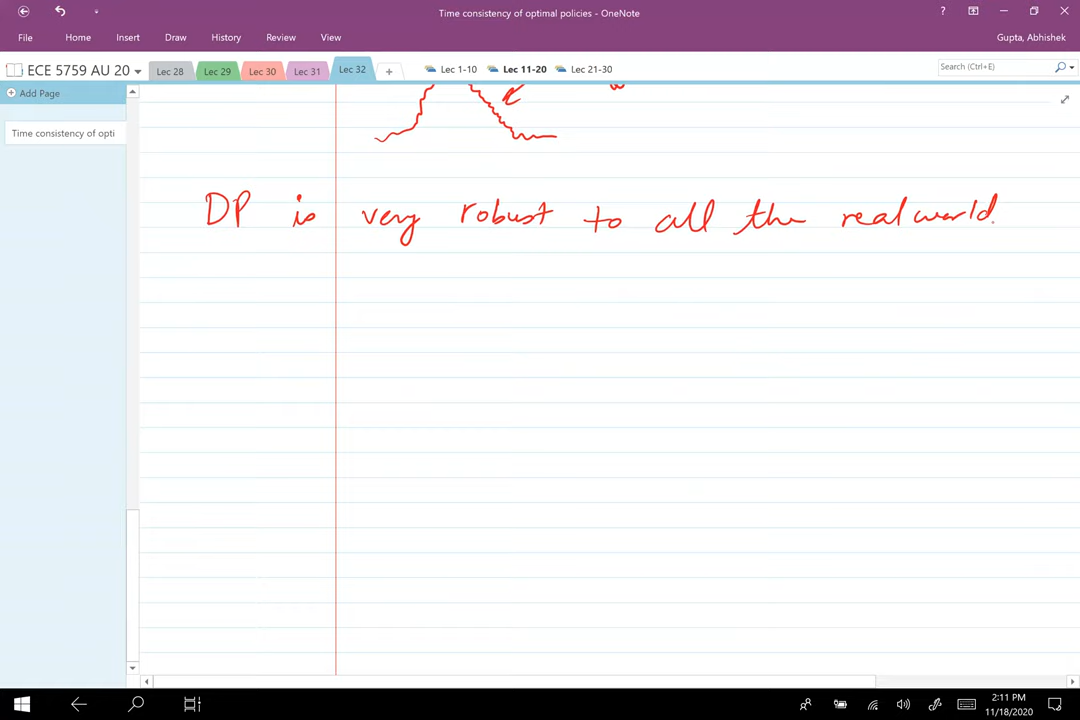 Time consistency of optimal policies - OneNote
?
File
Home
Insert
Draw
History
Review
View
Gupta, Abhishek
ECE 5759 AU 20
Lec 28
Lec 29
Lec 30
Lec 31
Lec 32
+
Lec 1-10
Lec 11-20
Lec 21-30
Search (Ctrl+E)
Add Page
Time consistency of opti
DP is very robust to all the real world
2:11 PM
11/18/2020